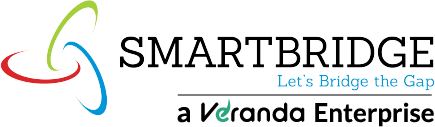 SMARTBRIDGE
Let's Bridge the Gap
a Veranda Enterprise